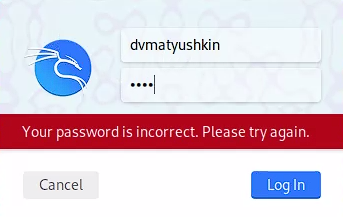 dvmatyushkin
••••
Your password is incorrect. Please try again.
Cancel
Log In